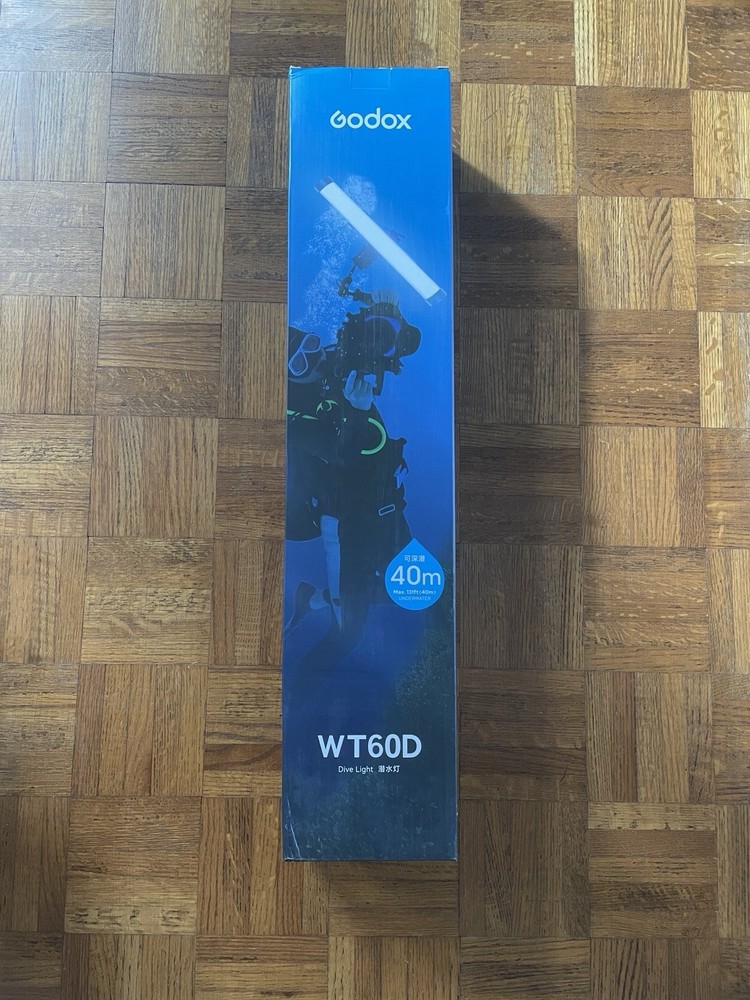 Godox
可深潜
40m
Max. 131ft (40m)
UNDERWATER
WT60D
Dive Light 潜水灯